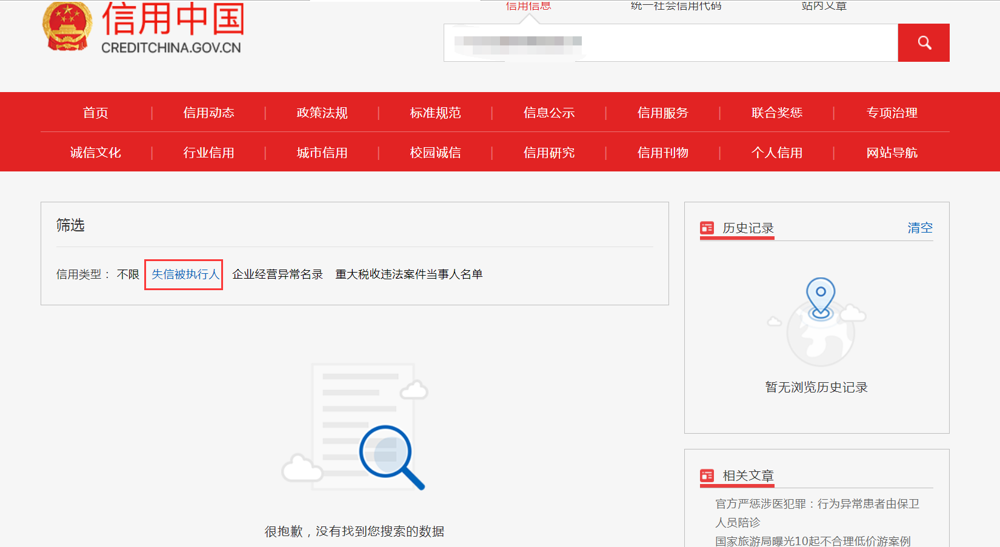 信用信息
统一社会信用代码
站内文章
信用中国
CREDITCHINA.GOV.CN
首页 | 信用动态 | 政策法规 | 标准规范 | 信息公示 | 信用服务 | 联合奖惩 | 专项治理
诚信文化 | 行业信用 | 城市信用 | 校园诚信 | 信用研究 | 信用刊物 | 个人信用 | 网站导航
筛选
信用类型： 不限 失信被执行人 企业经营异常名录 重大税收违法案件当事人名单
很抱歉，没有找到您搜索的数据
历史记录 清空
暂无浏览历史记录
相关文章
官方严惩涉医犯罪：行为异常患者由保卫
人员陪诊
国家旅游局曝光10起不合理低价游案例